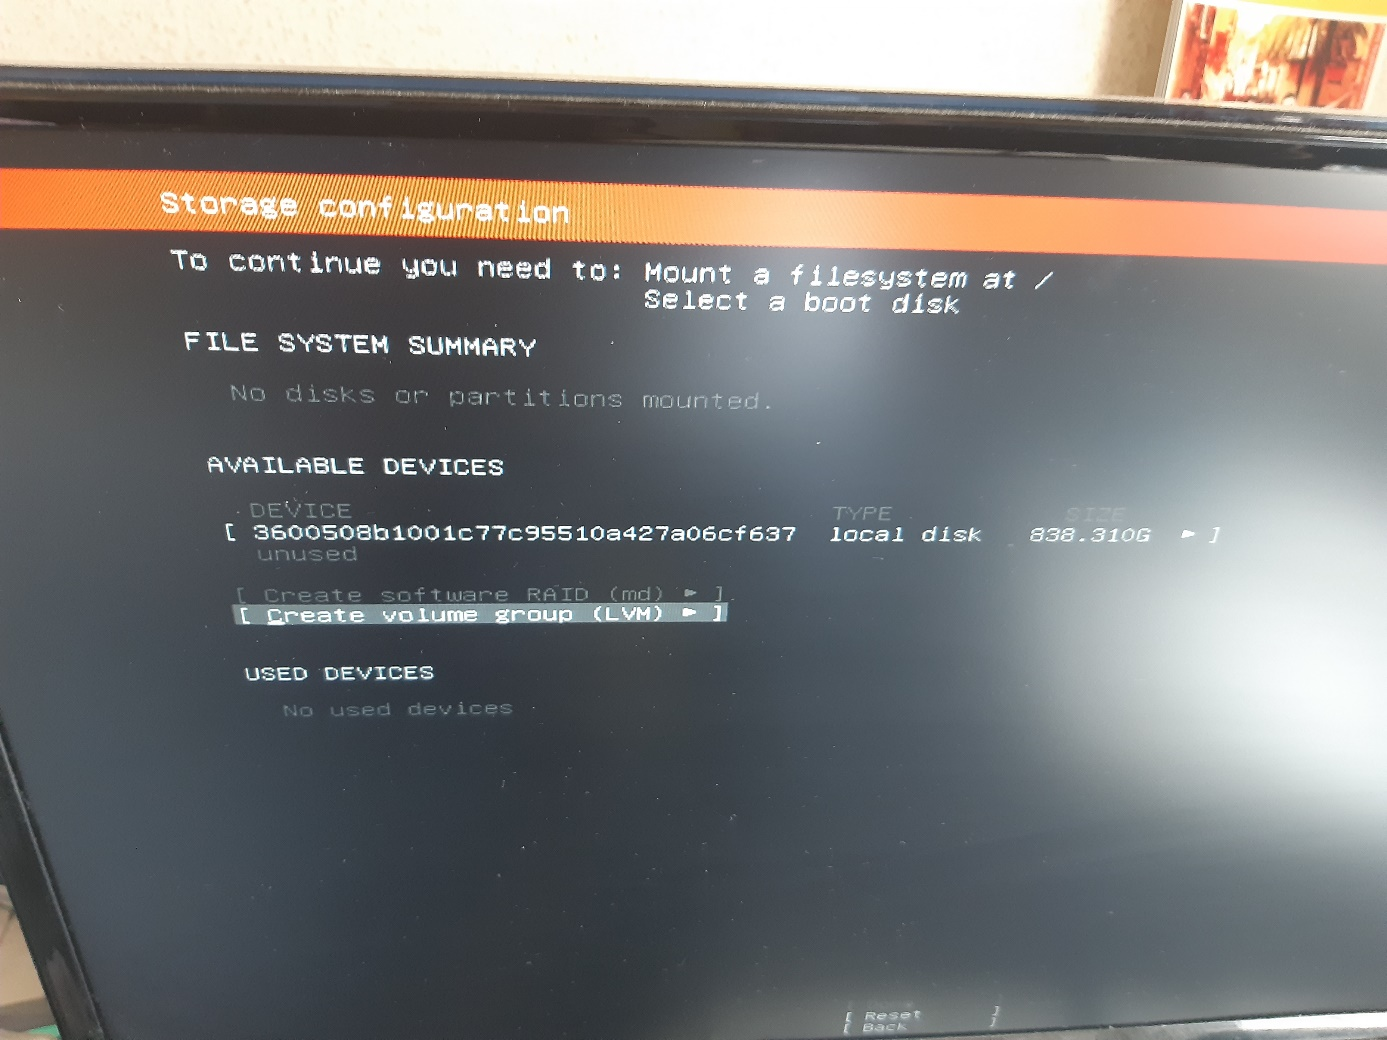 Storage configuration
To continue you need to: Mount a filesystem at /
Select a boot disk
FILE SYSTEM SUMMARY
No disks or partitions mounted.
AVAILABLE DEVICES
DEVICE TYPE SIZE
[ 3600508b1001c77c95510a427a06cf637 local disk 838.310G ► ]
unused
[ Create software RAID (md) ► ]
[ Create volume group (LVM) ► ]
USED DEVICES
No used devices
[ Reset ]
[ Back ]